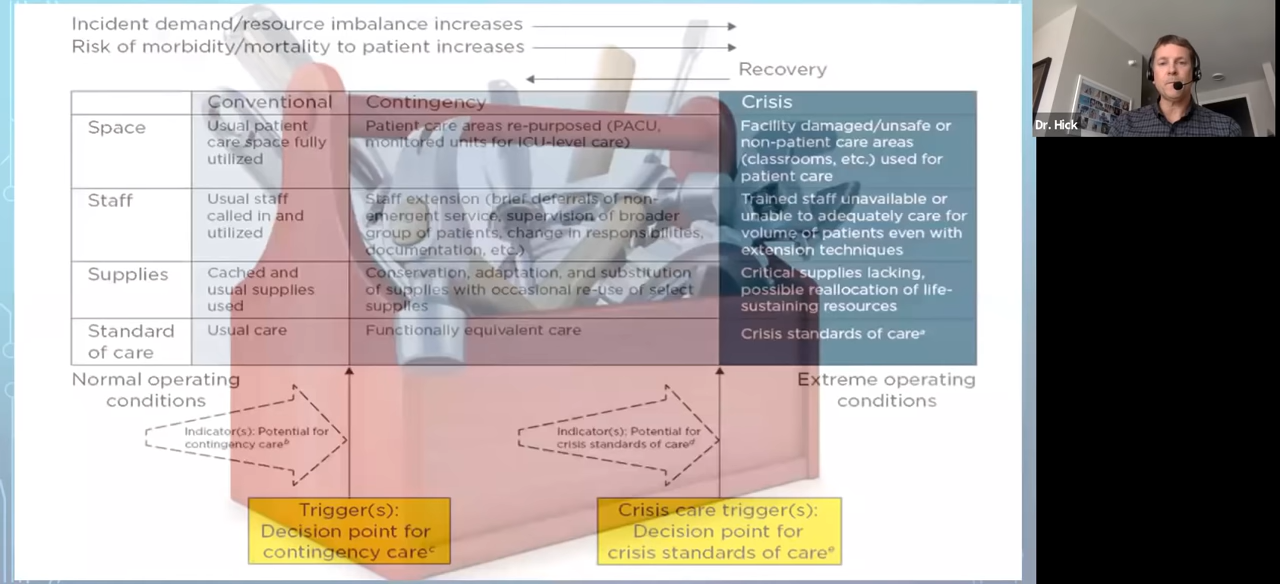 Incident demand/resource imbalance increases
Risk of morbidity/mortality to patient increases
Recovery
Conventional
Contingency
Crisis
Space
Usual patient
care space fully
utilized
Patient care areas re-purposed (PACU,
monitored units for ICU-level care)
Facility damaged/unsafe or
non-patient care areas
(classrooms, etc.) used for
patient care
Staff
Usual staff
called in and
utilized
Staff extension (brief deferrals of non-
emergent service, supervision of broader
group of patients, change in responsibilities,
documentation, etc.)
Trained staff unavailable or
unable to adequately care for
volume of patients even with
extension techniques
Supplies
Cached and
usual supplies
used
Conservation, adaptation, and substitution
of supplies with occasional re-use of select
supplies
Critical supplies lacking,
possible reallocation of life-
sustaining resources
Standard
of care
Usual care
Functionally equivalent care
Crisis standards of careᵃ
Normal operating
conditions
Extreme operating
conditions
Indicator(s): Potential for
contingency careᵇ
Indicator(s): Potential for
crisis standards of careᵈ
Trigger(s):
Decision point for
contingency careᶜ
Crisis care trigger(s):
Decision point for
crisis standards of careᵉ
Dr. Hick